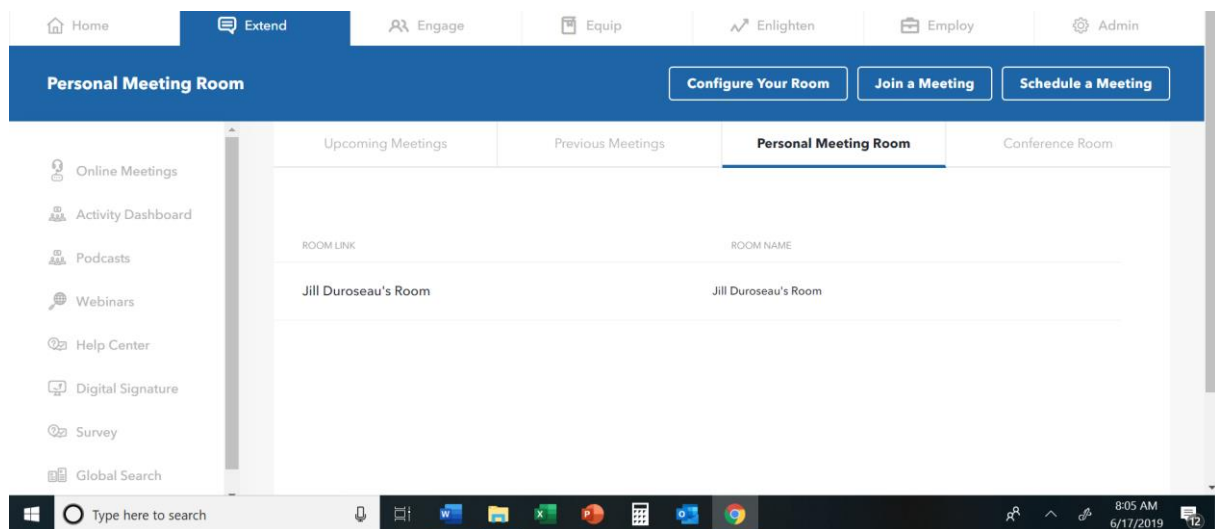 Home Extend Engage Equip Enlighten Employ Admin
Personal Meeting Room Configure Your Room Join a Meeting Schedule a Meeting
Upcoming Meetings Previous Meetings Personal Meeting Room Conference Room
Online Meetings
Activity Dashboard
Podcasts
Webinars
Help Center
Digital Signature
Survey
Global Search
ROOM LINK ROOM NAME
Jill Duroseau's Room Jill Duroseau's Room
Type here to search 8:05 AM
6/17/2019 12